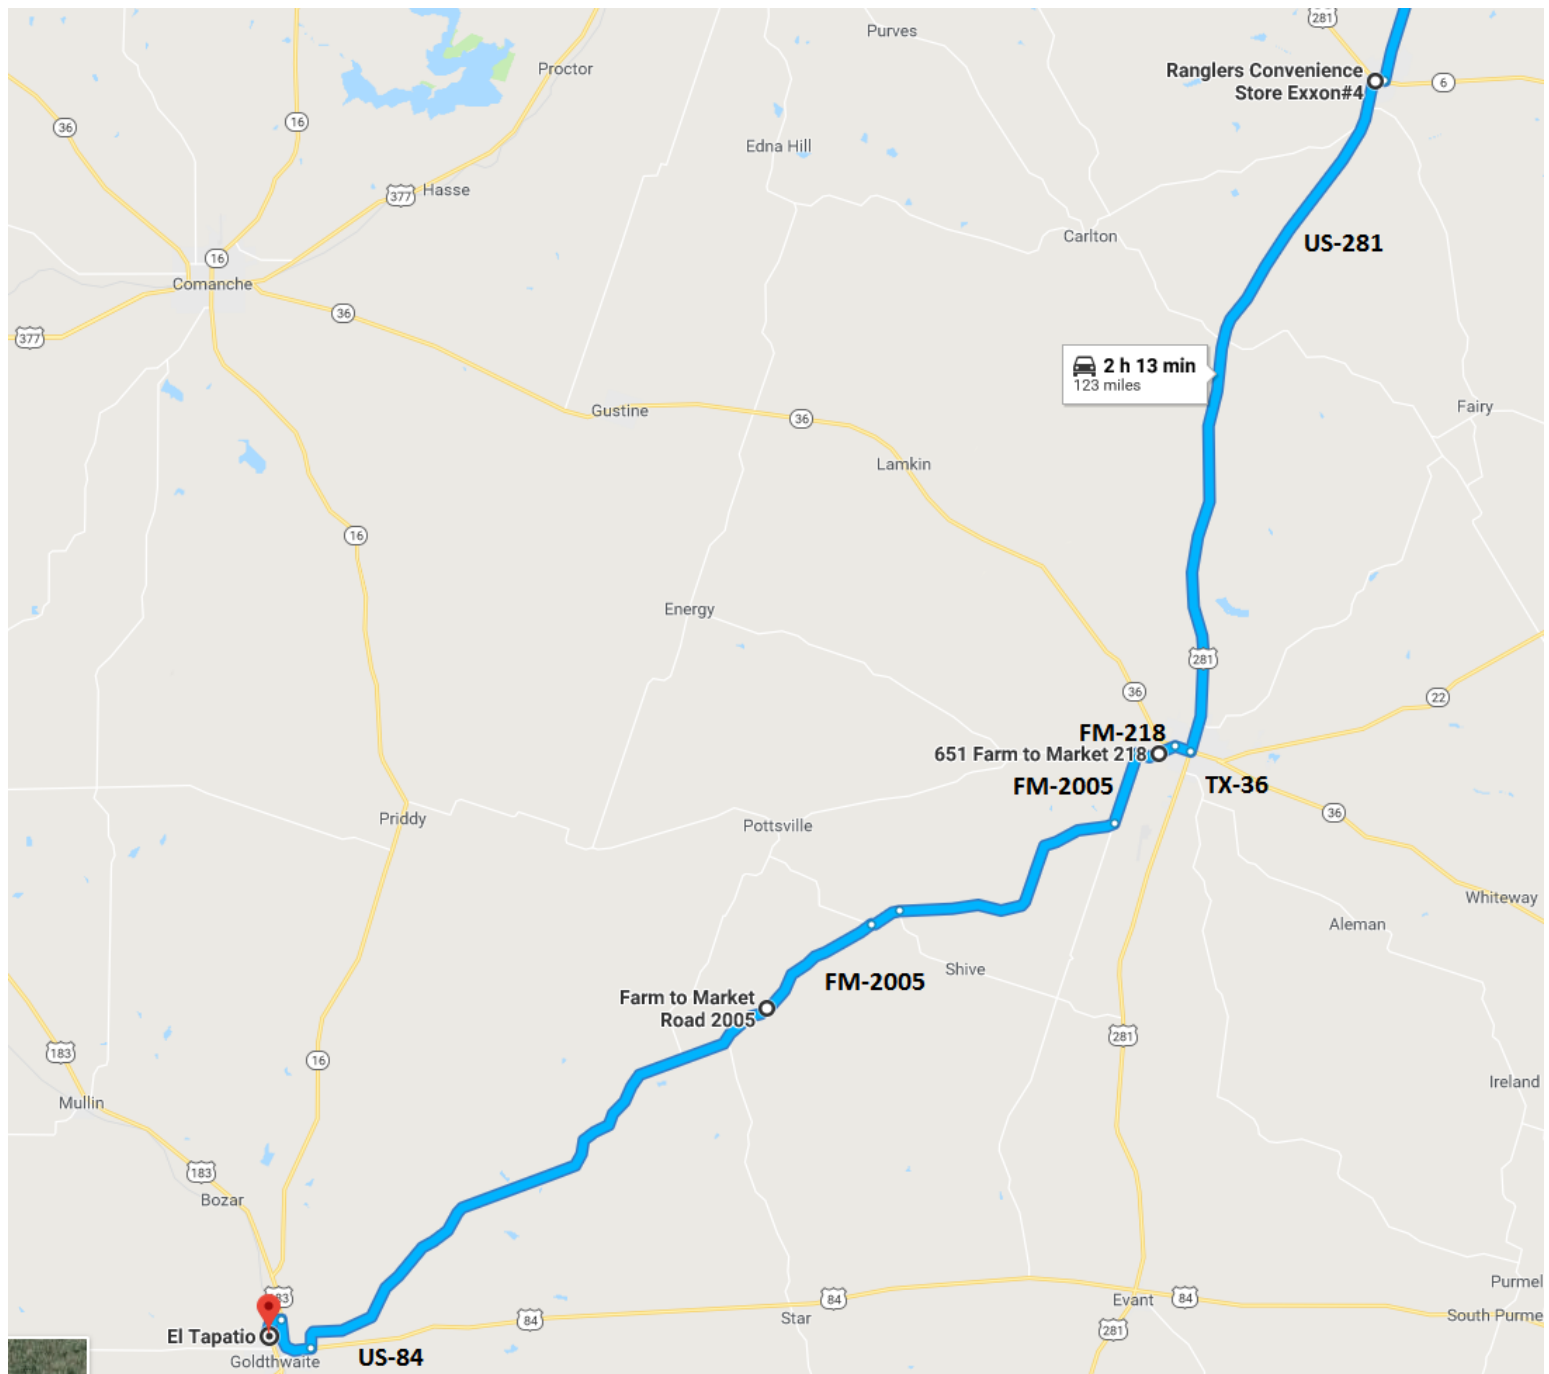 281
Purves
Proctor
Ranglers Convenience
Store Exxon#4
6
36
16
Edna Hill
377
Hasse
Carlton
US-281
16
Comanche
36
377
2 h 13 min
123 miles
Gustine
36
Fairy
Lamkin
16
Energy
281
36
22
FM-218
651 Farm to Market 218
FM-2005
TX-36
36
Priddy
Pottsville
Whiteway
Aleman
Shive
FM-2005
Farm to Market
Road 2005
281
183
16
Ireland
Mullin
183
Bozar
Purmel
83
84
84
Evant
84
South Purme
Star
281
El Tapatio
US-84
Goldthwaite